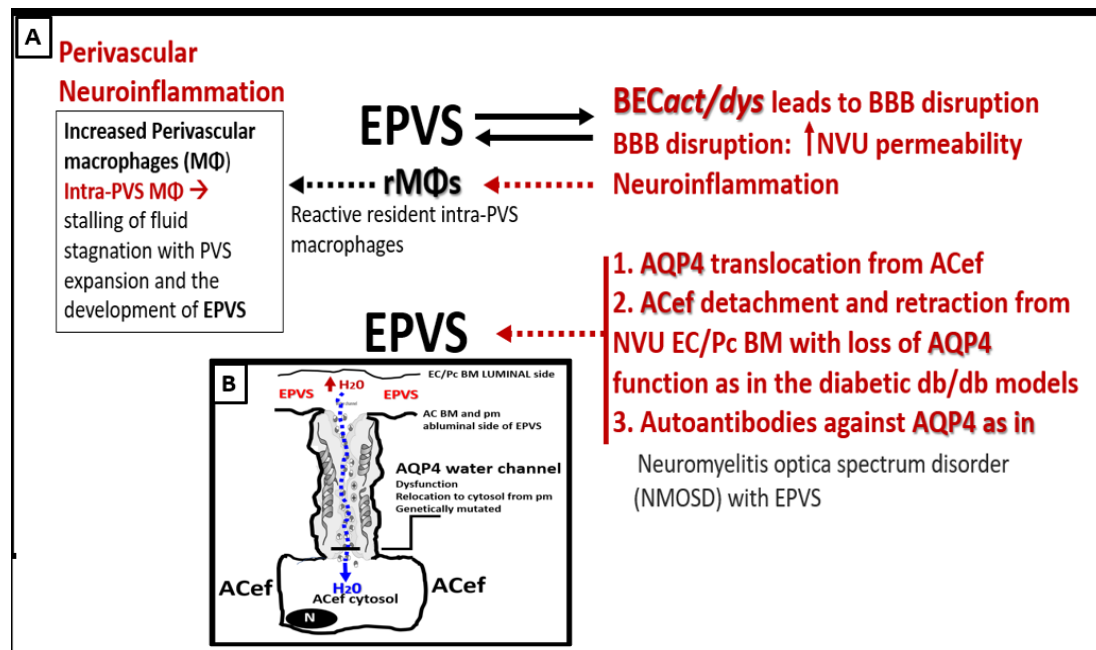 A
Perivascular
Neuroinflammation
Increased Perivascular
macrophages (MΦ)
Intra-PVS MΦ →
stalling of fluid
stagnation with PVS
expansion and the
development of EPVS
EPVS
rMΦs
Reactive resident intra-PVS
macrophages
BECact/dys leads to BBB disruption
BBB disruption: ↑NVU permeability
Neuroinflammation
EPVS
1. AQP4 translocation from ACef
2. ACef detachment and retraction from
NVU EC/Pc BM with loss of AQP4
function as in the diabetic db/db models
3. Autoantibodies against AQP4 as in
Neuromyelitis optica spectrum disorder
(NMOSD) with EPVS
B
EC/Pc BM LUMINAL side
EPVS
H20
EPVS
AC BM and pm
abluminal side of EPVS
AQP4 water channel
Dysfunction
Relocation to cytosol from pm
Genetically mutated
ACef
H20
ACef
ACef cytosol
N